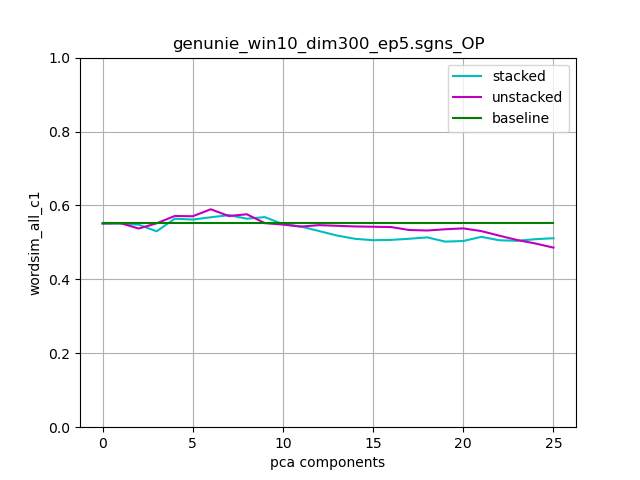 genunie_win10_dim300_ep5.sgns_OP
stacked
unstacked
baseline
wordsim_all_c1
1.0
0.8
0.6
0.4
0.2
0.0
0 5 10 15 20 25
pca components